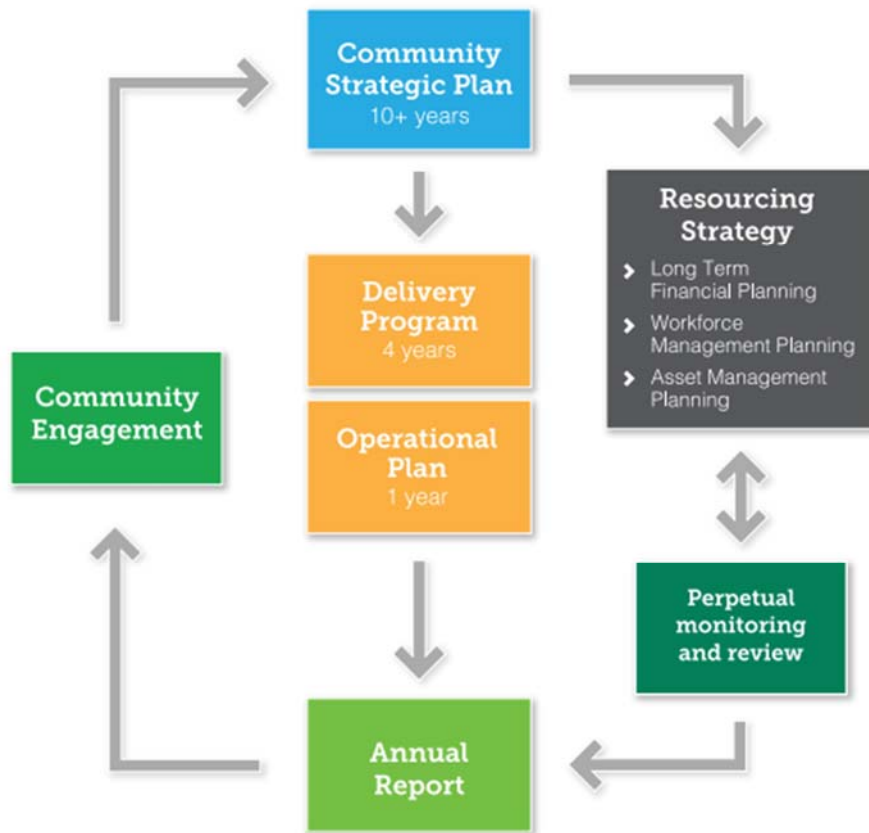 Community
Strategic Plan
10+ years
Resourcing
Strategy
Long Term
Financial Planning
Workforce
Management Planning
Asset Management
Planning
Delivery
Program
4 years
Community
Engagement
Operational
Plan
1 year
Perpetual
monitoring
and review
Annual
Report